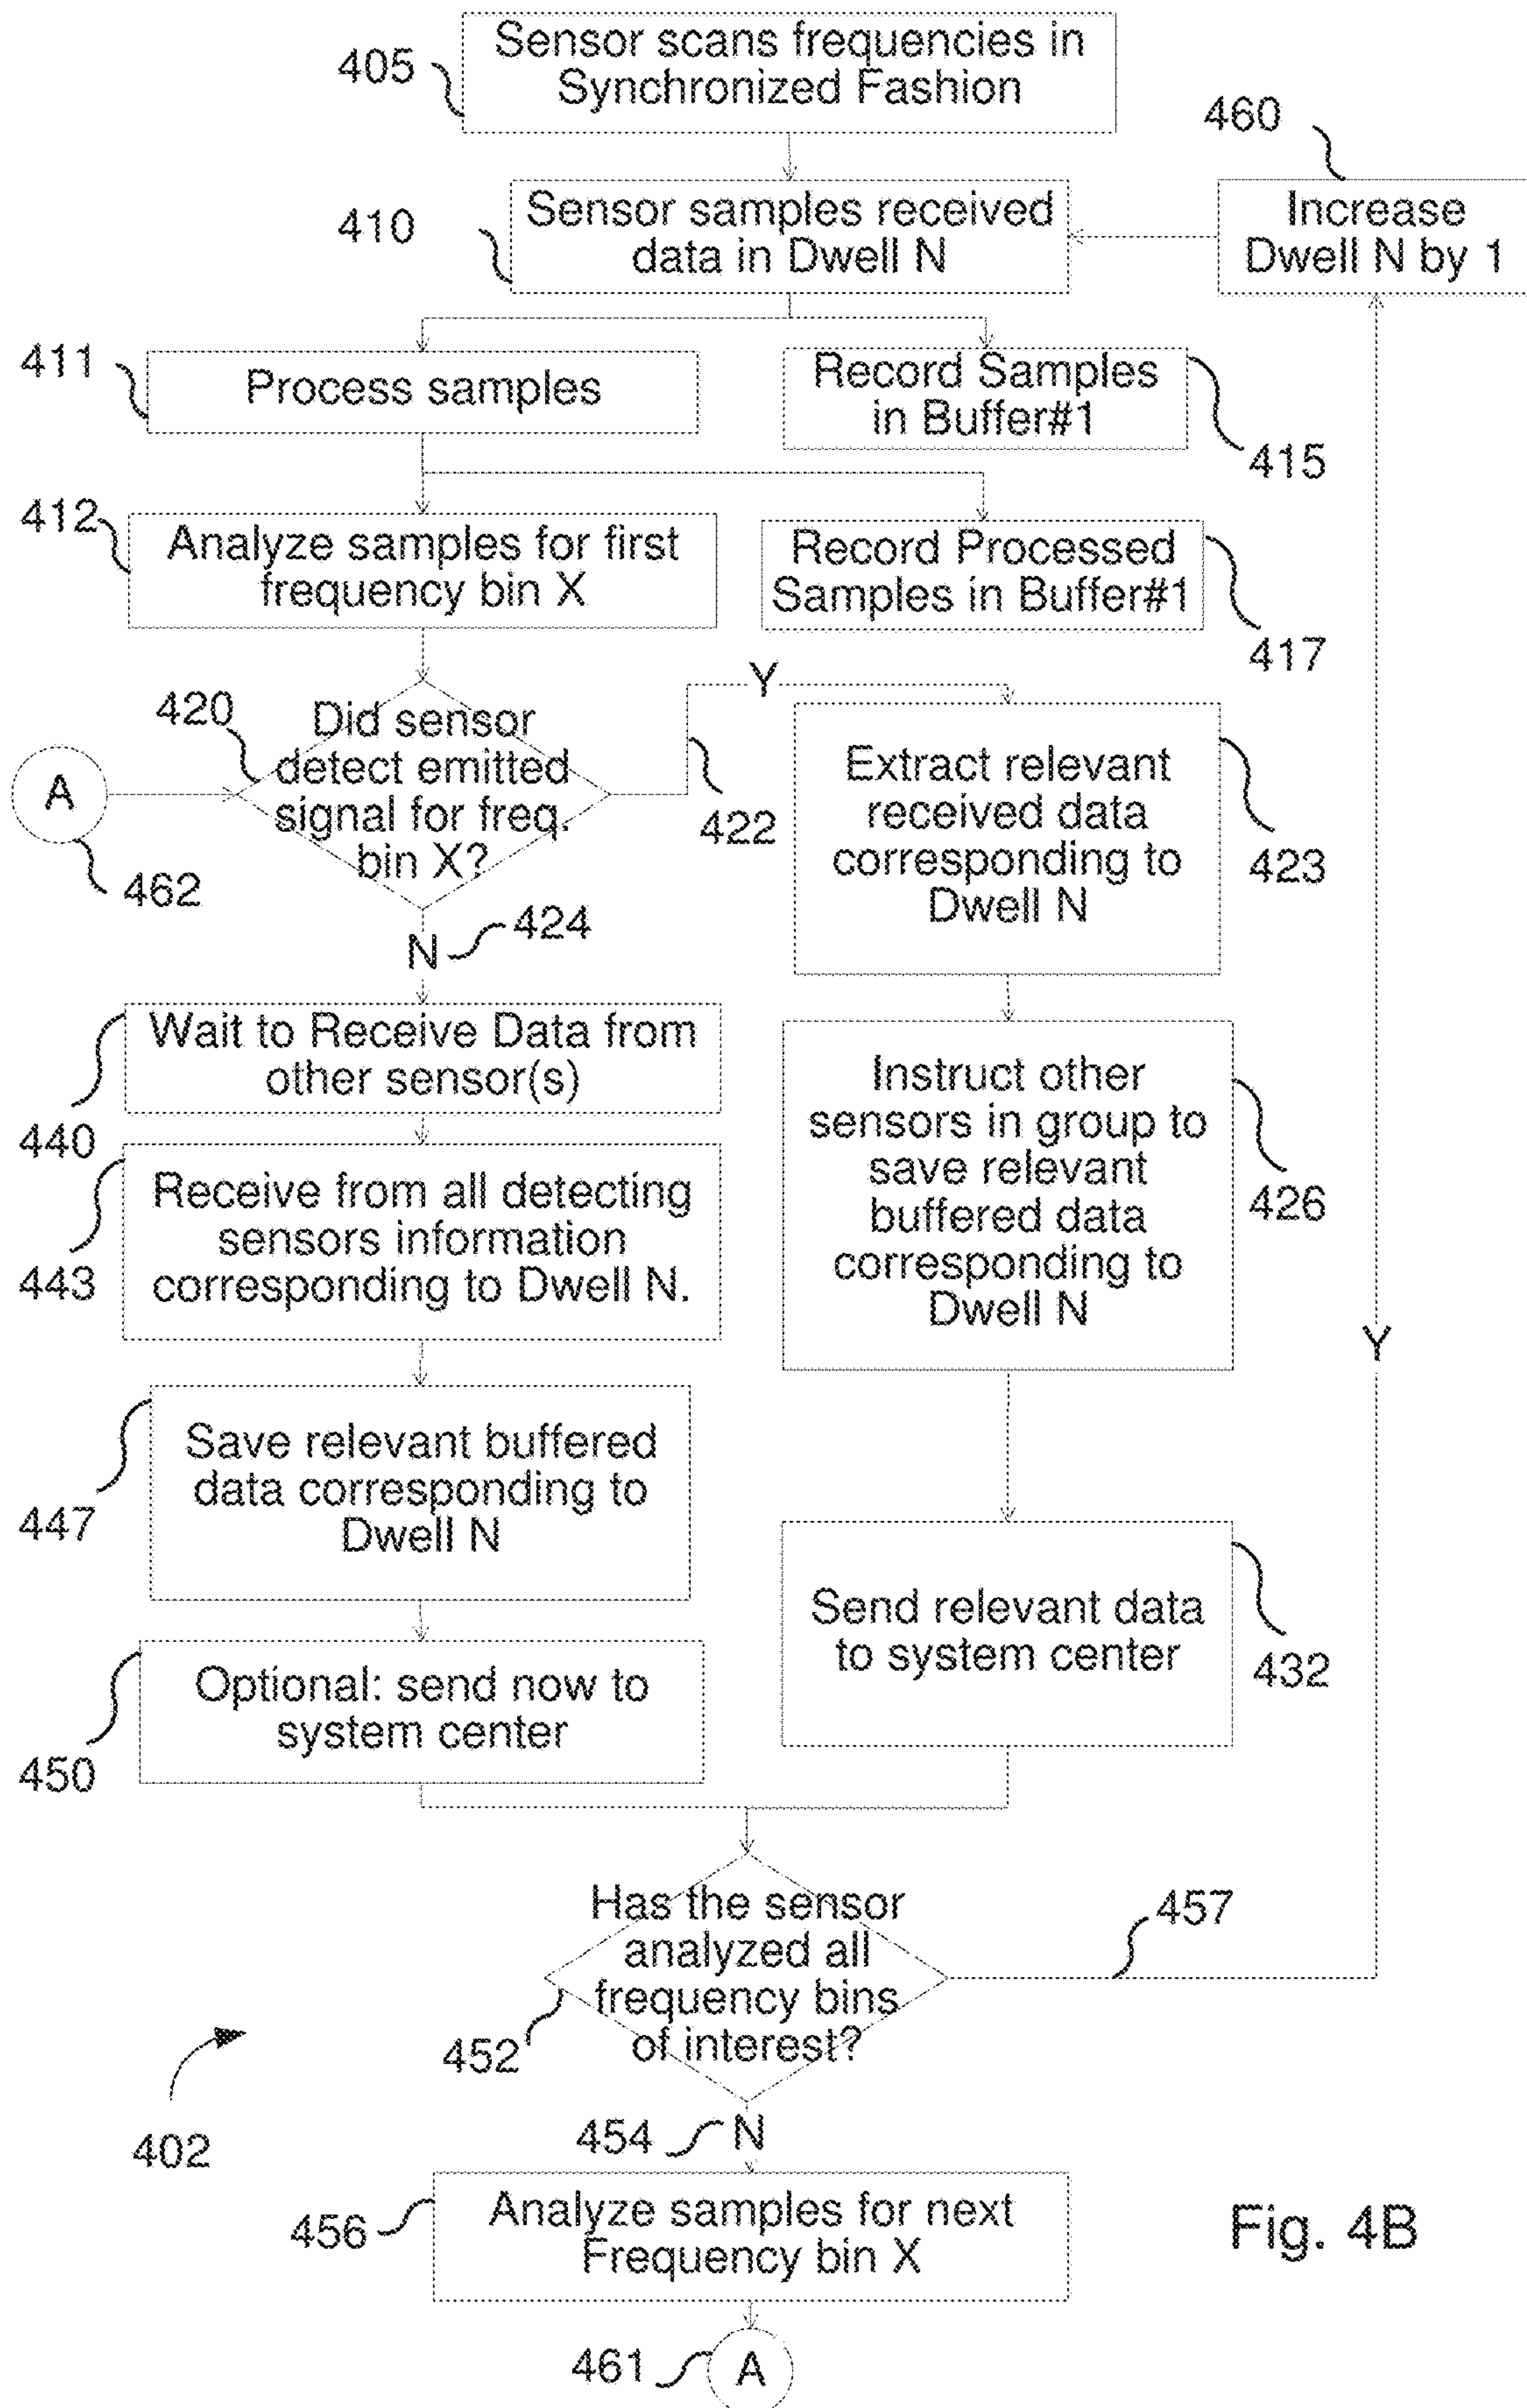 Sensor scans frequencies in
Synchronized Fashion
405
460
Sensor samples received
data in Dwell N
410
Increase
Dwell N by 1
411
Process samples
Record Samples
in Buffer#1
415
412
Analyze samples for first
frequency bin X
Record Processed
Samples in Buffer#1
417
420
Did sensor
detect emitted
signal for freq.
bin X?
Y
422
A
462
Extract relevant
received data
corresponding to
Dwell N
423
N
424
Wait to Receive Data from
other sensor(s)
440
Instruct other
sensors in group to
save relevant
buffered data
corresponding to
Dwell N
426
Receive from all detecting
sensors information
corresponding to Dwell N.
443
Y
Save relevant buffered
data corresponding to
Dwell N
447
Send relevant data
to system center
432
Optional: send now to
system center
450
Has the sensor
analyzed all
frequency bins
of interest?
457
452
402
454
N
Analyze samples for next
Frequency bin X
456
Fig. 4B
461
A